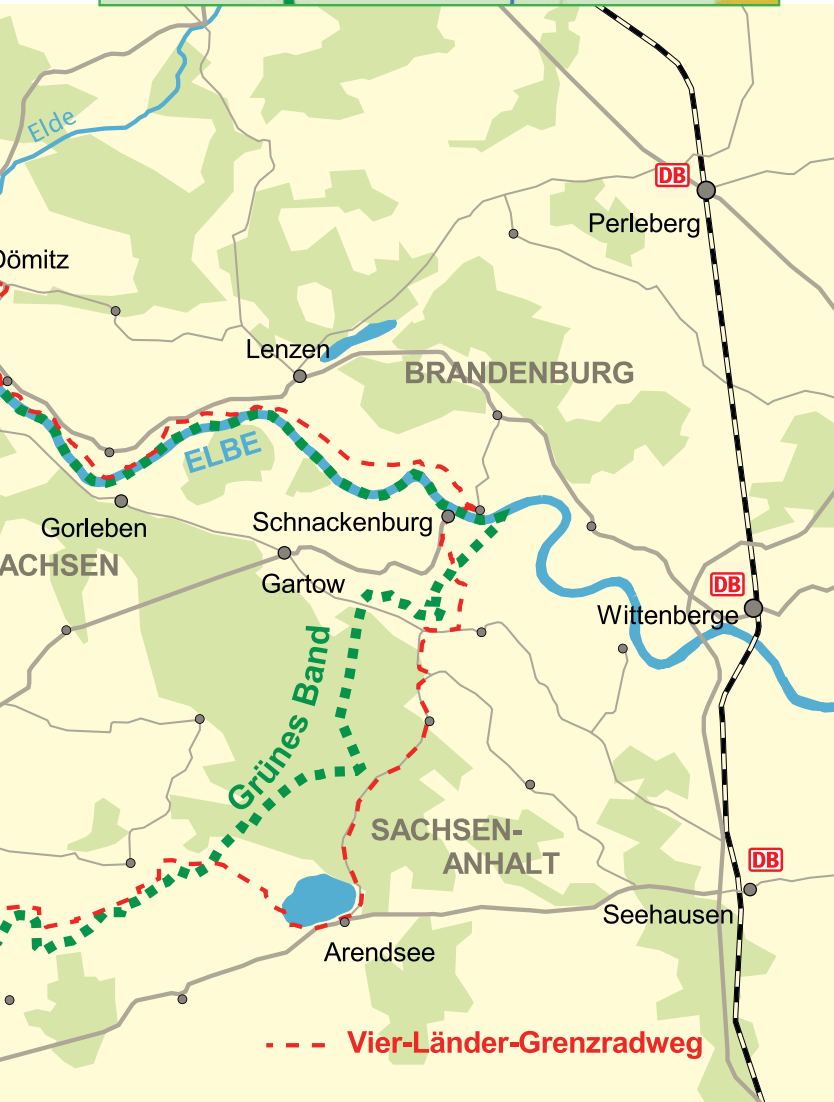 Elde
DB
Perleberg
Dömitz
Lenzen
BRANDENBURG
ELBE
Gorleben
Schnackenburg
ACHSEN
Gartow
DB
Wittenberge
Grünes Band
SACHSEN-
ANHALT
DB
Seehausen
Arendsee
Vier-Länder-Grenzradweg